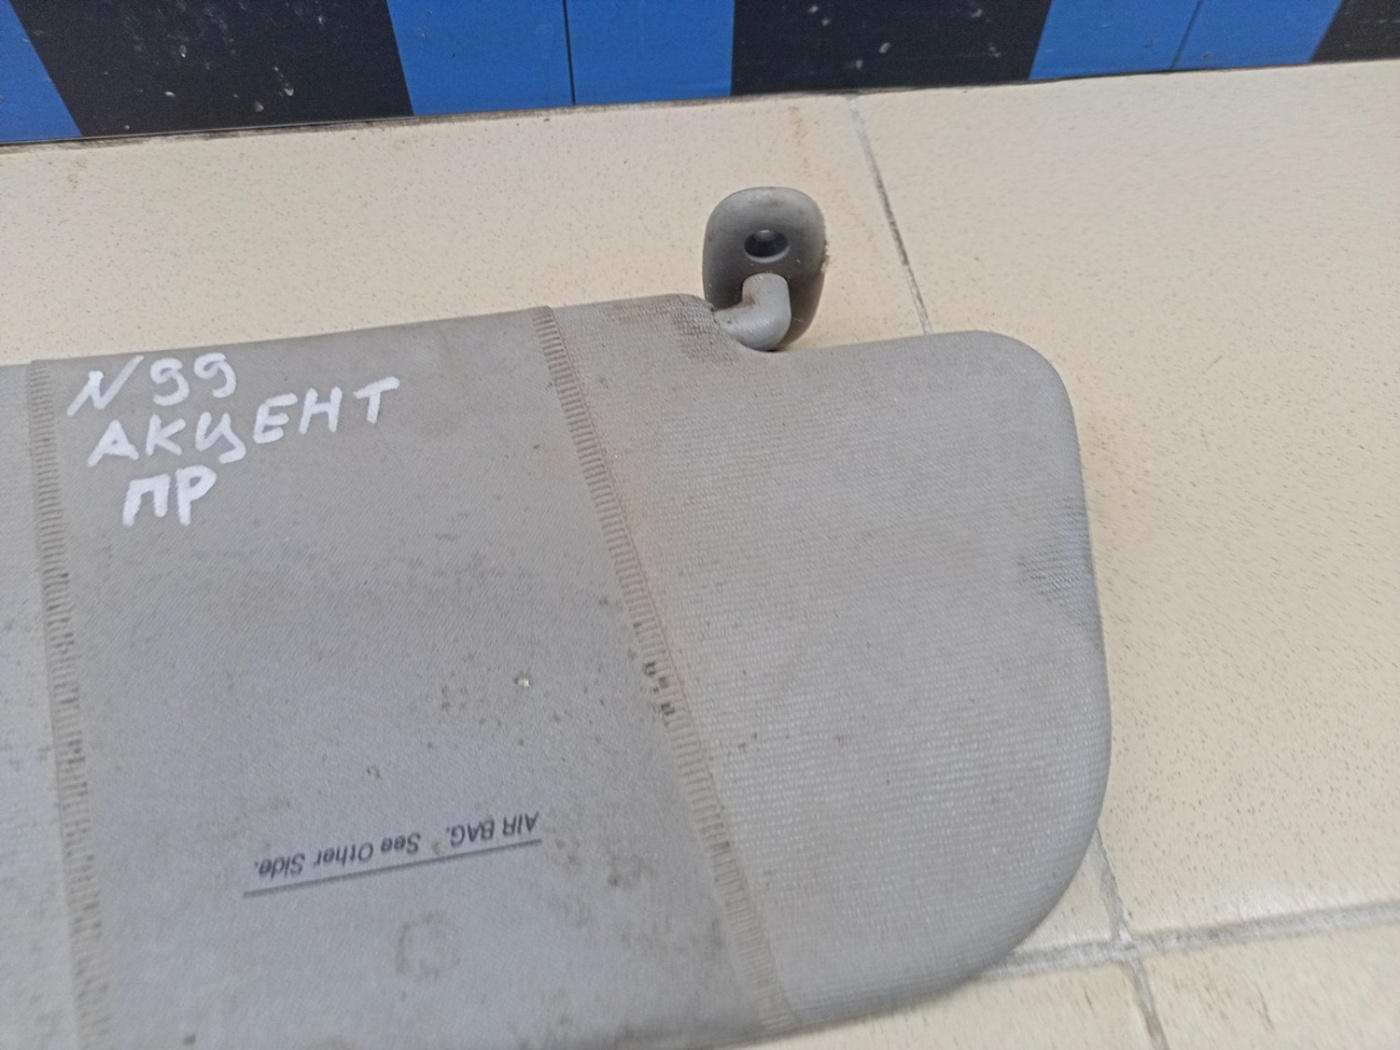 N99
АКЦЕНТ
ПР
AIR BAG. See Other Side.